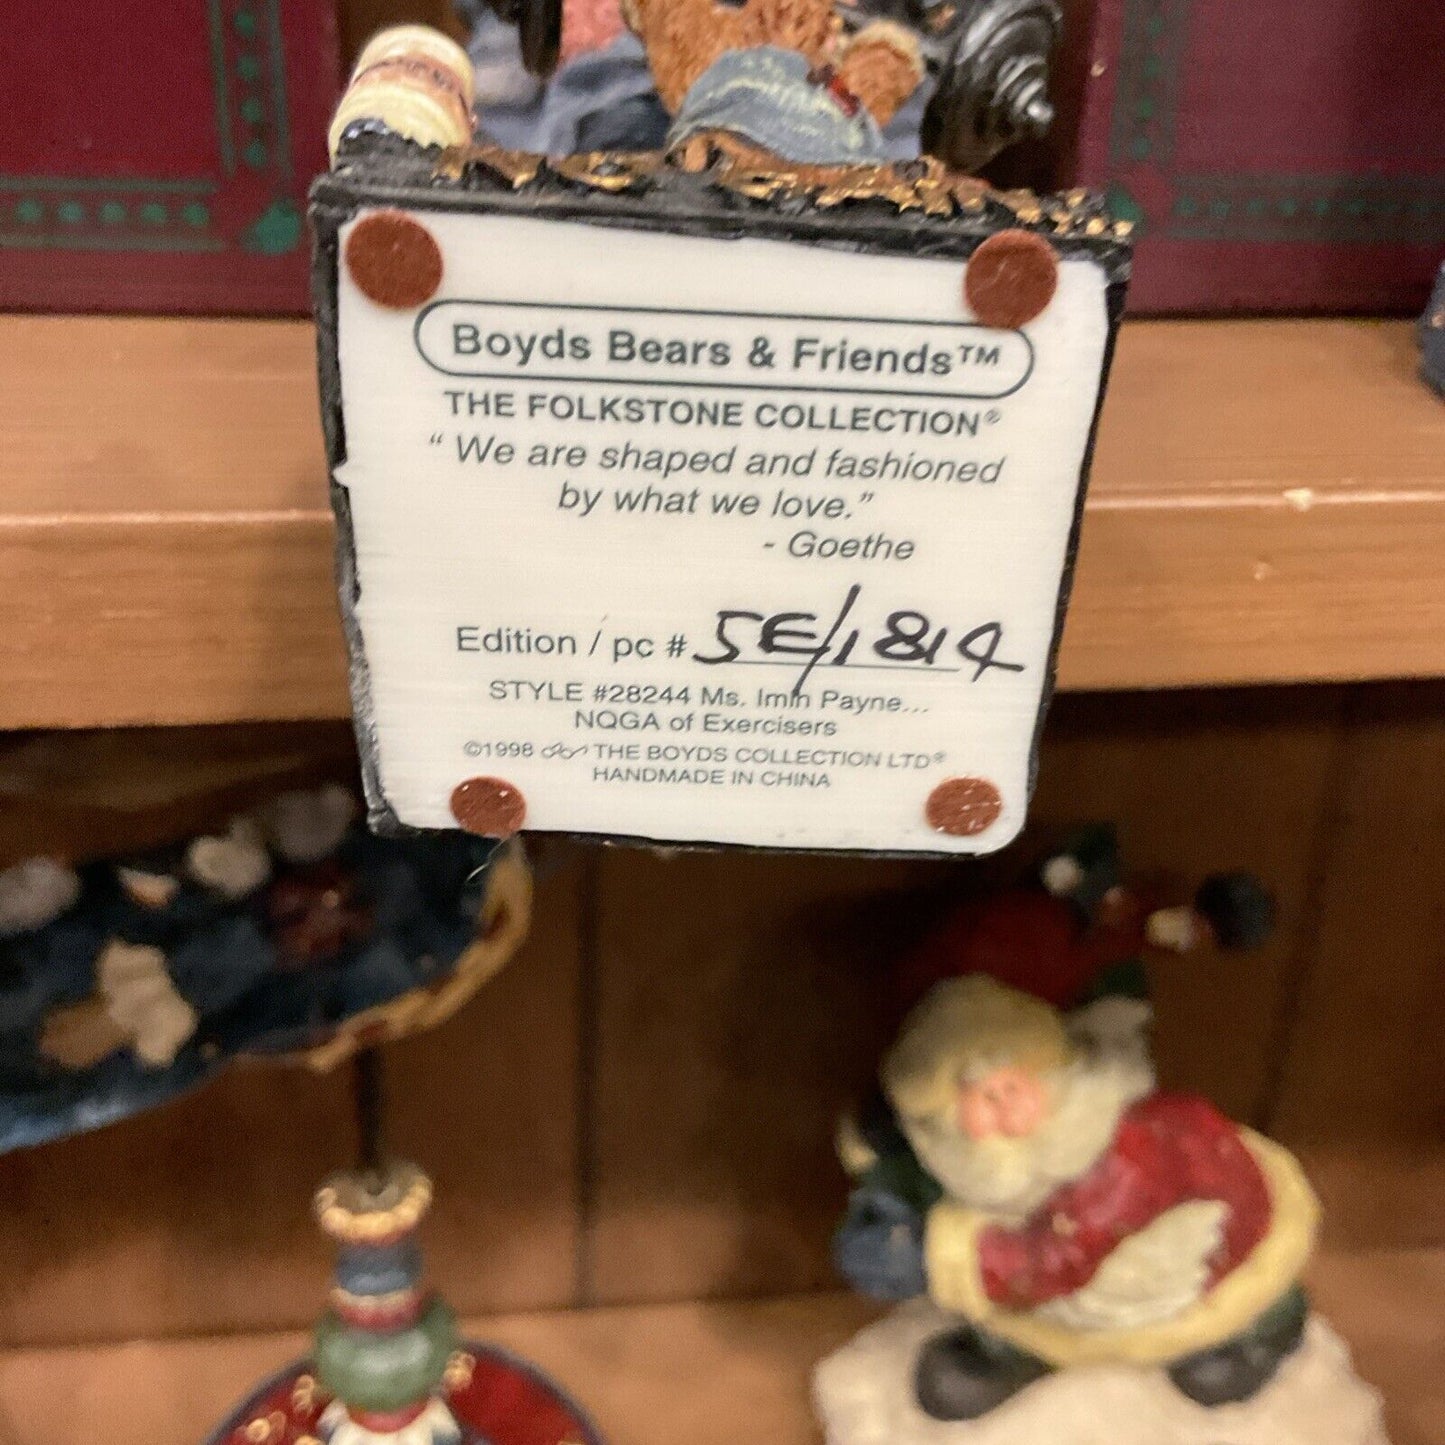 Boyds Bears & Friends™
THE FOLKSTONE COLLECTION®
“ We are shaped and fashioned
by what we love.”
- Goethe
Edition / pc # 5E/1814
STYLE #28244 Ms. Imin Payne...
NQGA of Exercisers
©1998 THE BOYDS COLLECTION LTD®
HANDMADE IN CHINA